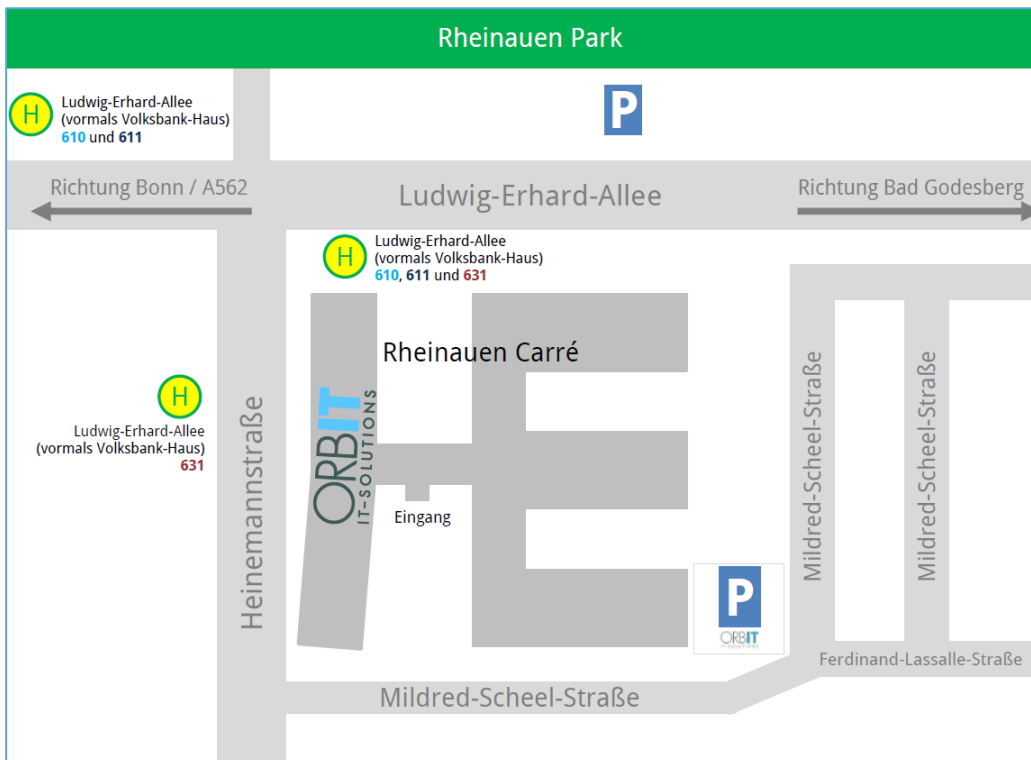 Rheinauen Park
H
Ludwig-Erhard-Allee
(vormals Volksbank-Haus)
610 und 611
P
Richtung Bonn / A562
Ludwig-Erhard-Allee
Richtung Bad Godesberg
H
Ludwig-Erhard-Allee
(vormals Volksbank-Haus)
610, 611 und 631
Rheinauen Carré
H
Ludwig-Erhard-Allee
(vormals Volksbank-Haus)
631
Heinemannstraße
ORBIT
IT-SOLUTIONS
Eingang
Mildred-Scheel-Straße
Mildred-Scheel-Straße
P
ORBIT
IT-SOLUTIONS
Ferdinand-Lassalle-Straße
Mildred-Scheel-Straße